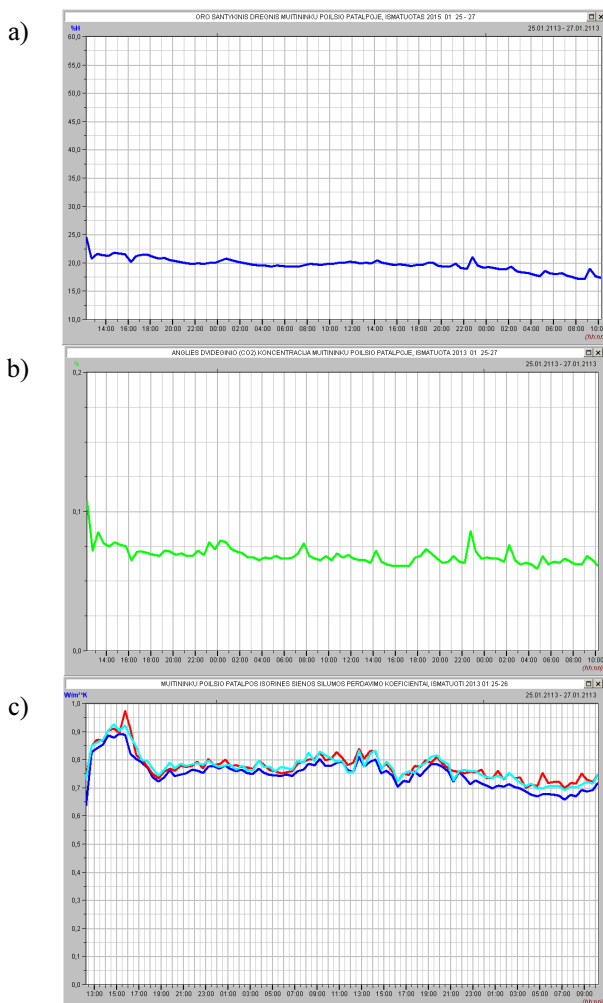 a)
ORO SANTYKINIS DREGNIS MUITININKU POILSIO PATALPOJE, ISMATUOTAS 2015 01 25 - 27
%H 25.01.2113 - 27.01.2113
60,0
55,0
50,0
45,0
40,0
35,0
30,0
25,0
20,0
15,0
10,0
14:00 16:00 18:00 20:00 22:00 00:00 02:00 04:00 06:00 08:00 10:00 12:00 14:00 16:00 18:00 20:00 22:00 00:00 02:00 04:00 06:00 08:00 10:00
(hh:nn)
b)
ANGLIES DVIDEGINIO (CO2) KONCENTRACIJA MUITININKU POILSIO PATALPOJE, ISMATUOTA 2013 01 25-27
% 25.01.2113 - 27.01.2113
0,2
0,1
0,0
14:00 16:00 18:00 20:00 22:00 00:00 02:00 04:00 06:00 08:00 10:00 12:00 14:00 16:00 18:00 20:00 22:00 00:00 02:00 04:00 06:00 08:00 10:00
(hh:nn)
c)
MUITININKU POILSIO PATALPOS ISORINES SIENOS SILUMOS PERDAVIMO KOEFICIENTAI, ISMATUOTI 2013 01 25-26
W/m²*K 25.01.2113 - 27.01.2113
1,0
0,9
0,8
0,7
0,6
0,5
0,4
0,3
0,2
0,1
0,0
13:00 15:00 17:00 19:00 21:00 23:00 01:00 03:00 05:00 07:00 09:00 11:00 13:00 15:00 17:00 19:00 21:00 23:00 01:00 03:00 05:00 07:00 09:00
(hh:nn)